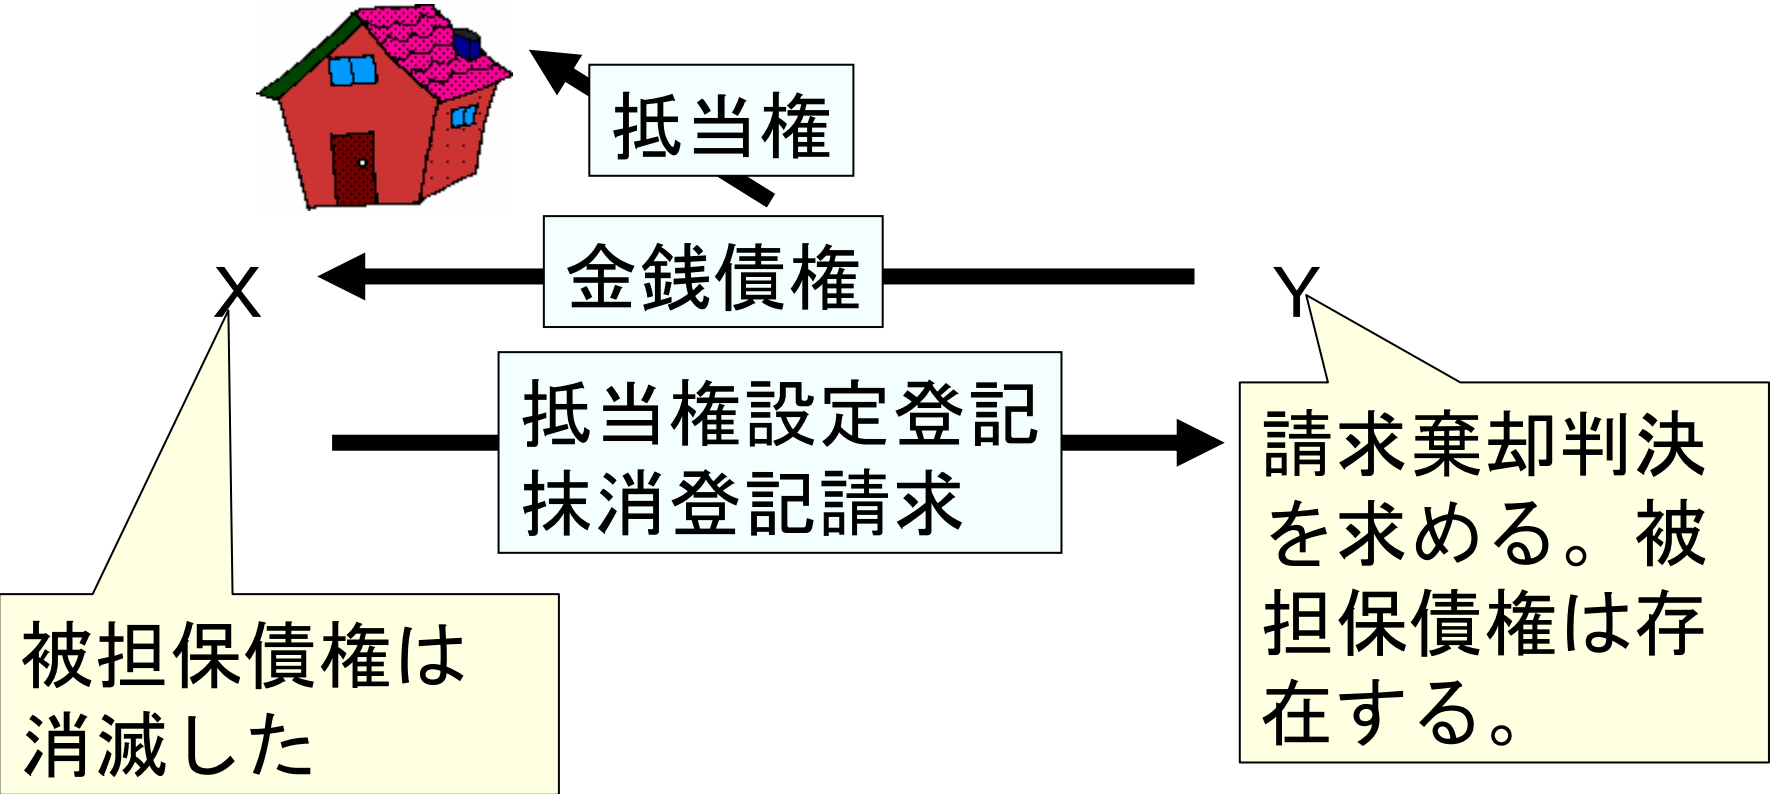 抵当権
金銭債権
X
Y
抵当権設定登記
抹消登記請求
請求棄却判決
を求める。被
担保債権は存
在する。
被担保債権は
消滅した